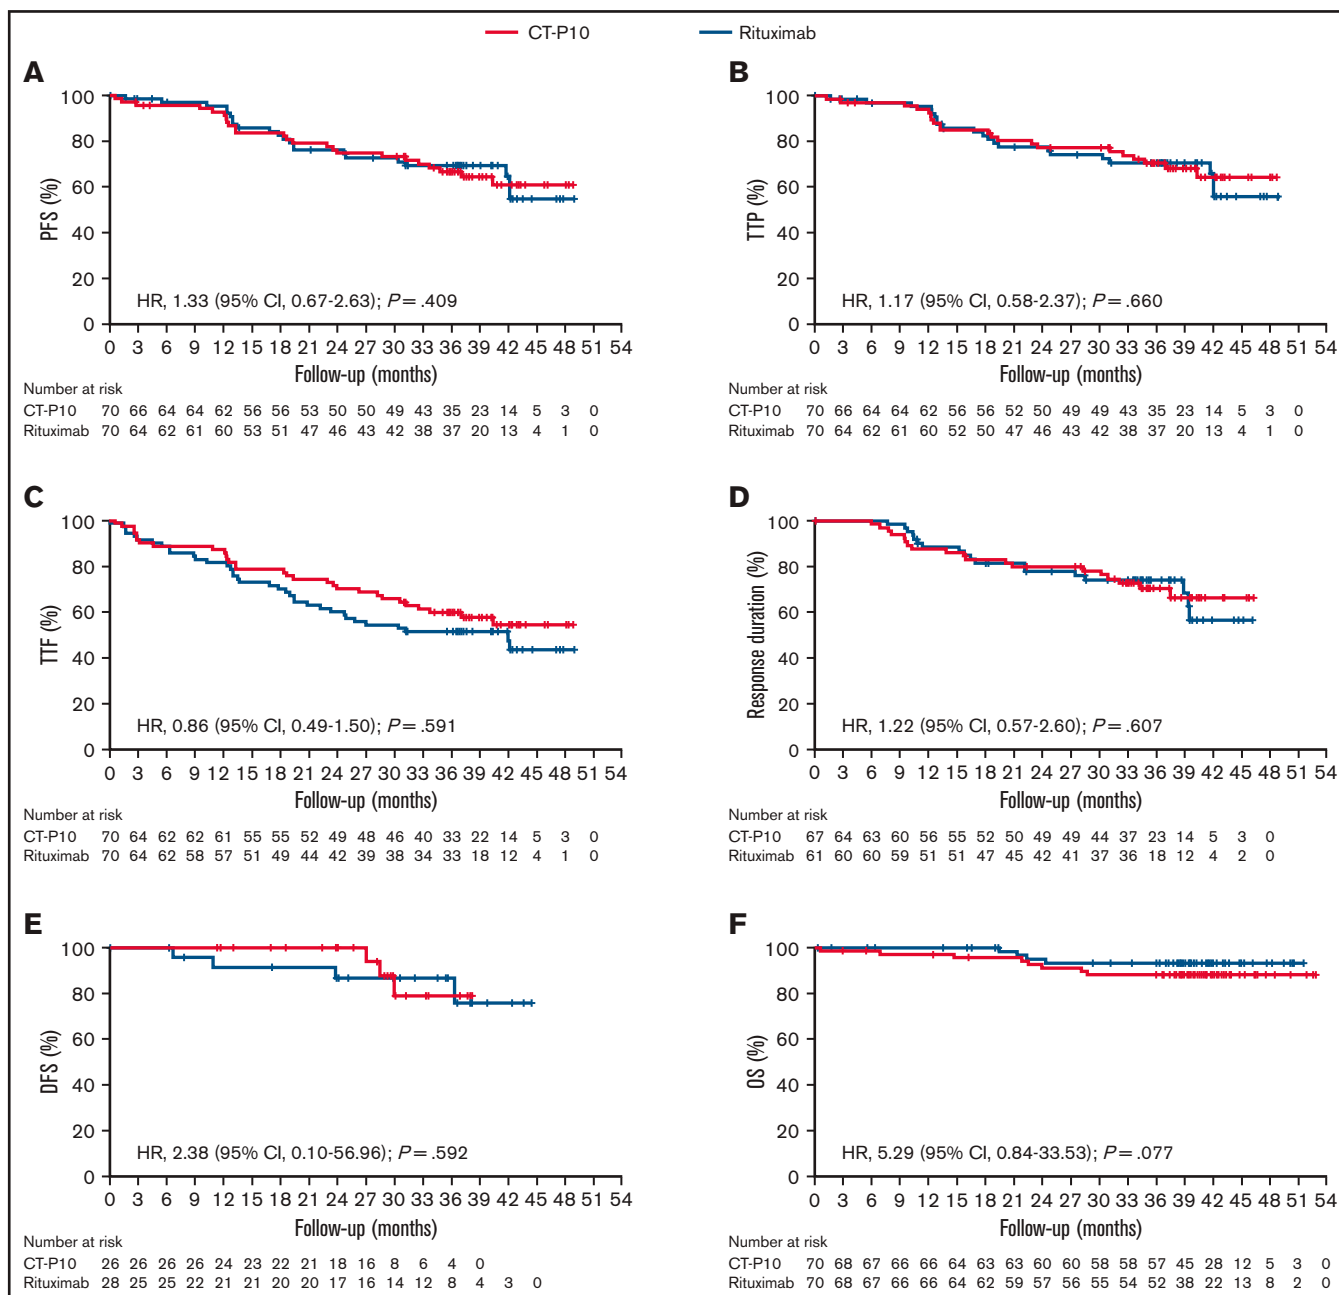 CT-P10 Rituximab
A
100
80
60
40
20
0
PFS (%)
HR, 1.33 (95% CI, 0.67-2.63); P = .409
0 3 6 9 12 15 18 21 24 27 30 33 36 39 42 45 48 51 54
Follow-up (months)
Number at risk
CT-P10 70 66 64 64 62 56 56 53 50 50 49 43 35 23 14 5 3 0
Rituximab 70 64 62 61 60 53 51 47 46 43 42 38 37 20 13 4 1 0
B
100
80
60
40
20
0
TTP (%)
HR, 1.17 (95% CI, 0.58-2.37); P = .660
0 3 6 9 12 15 18 21 24 27 30 33 36 39 42 45 48 51 54
Follow-up (months)
Number at risk
CT-P10 70 66 64 64 62 56 56 52 50 49 49 43 35 23 14 5 3 0
Rituximab 70 64 62 61 60 52 50 47 46 43 42 38 37 20 13 4 1 0
C
100
80
60
40
20
0
TTF (%)
HR, 0.86 (95% CI, 0.49-1.50); P = .591
0 3 6 9 12 15 18 21 24 27 30 33 36 39 42 45 48 51 54
Follow-up (months)
Number at risk
CT-P10 70 64 62 62 61 55 55 52 49 48 46 40 33 22 14 5 3 0
Rituximab 70 64 62 58 57 51 49 44 42 39 38 34 33 18 12 4 1 0
D
100
80
60
40
20
0
Response duration (%)
HR, 1.22 (95% CI, 0.57-2.60); P = .607
0 3 6 9 12 15 18 21 24 27 30 33 36 39 42 45 48 51 54
Follow-up (months)
Number at risk
CT-P10 67 64 63 60 56 55 52 50 49 49 44 37 23 14 5 3 0
Rituximab 61 60 60 59 51 51 47 45 42 41 37 36 18 12 4 2 0
E
100
80
60
40
20
0
DFS (%)
HR, 2.38 (95% CI, 0.10-56.96); P = .592
0 3 6 9 12 15 18 21 24 27 30 33 36 39 42 45 48 51 54
Follow-up (months)
Number at risk
CT-P10 26 26 26 26 24 23 22 21 18 16 8 6 4 0
Rituximab 28 25 25 22 21 21 20 20 17 16 14 12 8 4 3 0
F
100
80
60
40
20
0
OS (%)
HR, 5.29 (95% CI, 0.84-33.53); P = .077
0 3 6 9 12 15 18 21 24 27 30 33 36 39 42 45 48 51 54
Follow-up (months)
Number at risk
CT-P10 70 68 67 66 66 64 63 63 60 60 58 58 57 45 28 12 5 3 0
Rituximab 70 68 67 66 66 64 62 59 57 56 55 54 52 38 22 13 8 2 0